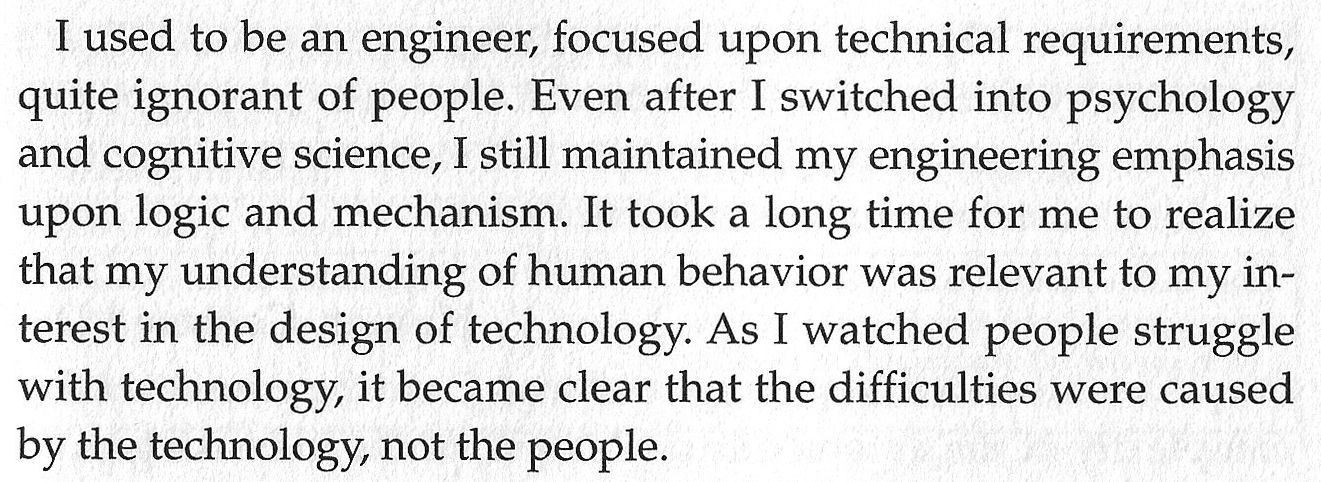 I used to be an engineer, focused upon technical requirements,
quite ignorant of people. Even after I switched into psychology
and cognitive science, I still maintained my engineering emphasis
upon logic and mechanism. It took a long time for me to realize
that my understanding of human behavior was relevant to my in-
terest in the design of technology. As I watched people struggle
with technology, it became clear that the difficulties were caused
by the technology, not the people.